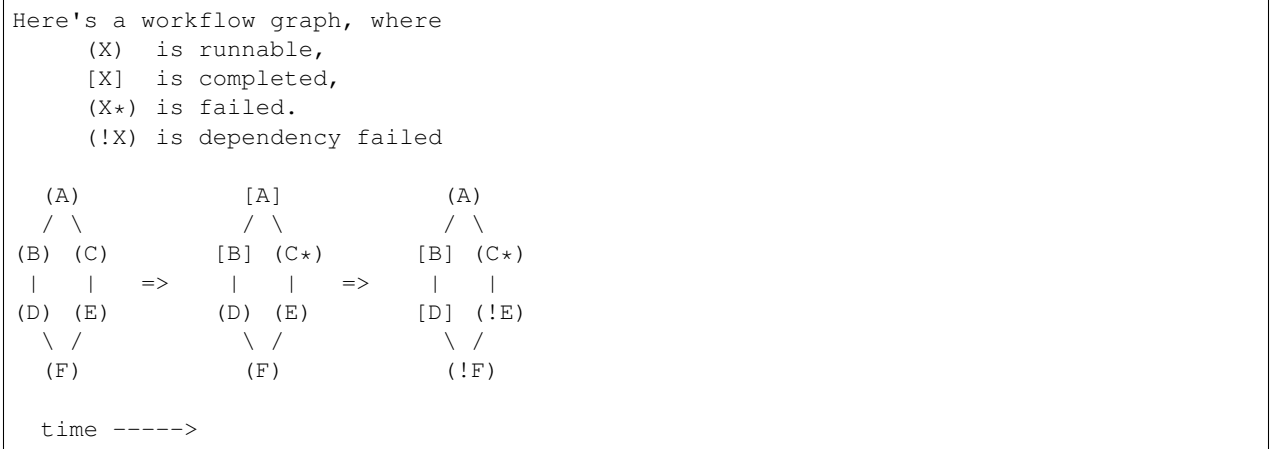 Here's a workflow graph, where
     (X)  is runnable,
     [X]  is completed,
     (X*) is failed.
     (!X) is dependency failed

  (A)            [A]            (A)
  / \            / \            / \
(B) (C)        [B] (C*)       [B] (C*)
 |   |   =>     |   |   =>     |   |
(D) (E)        (D) (E)        [D] (!E)
  \ /            \ /            \ /
  (F)            (F)            (!F)

  time ----->